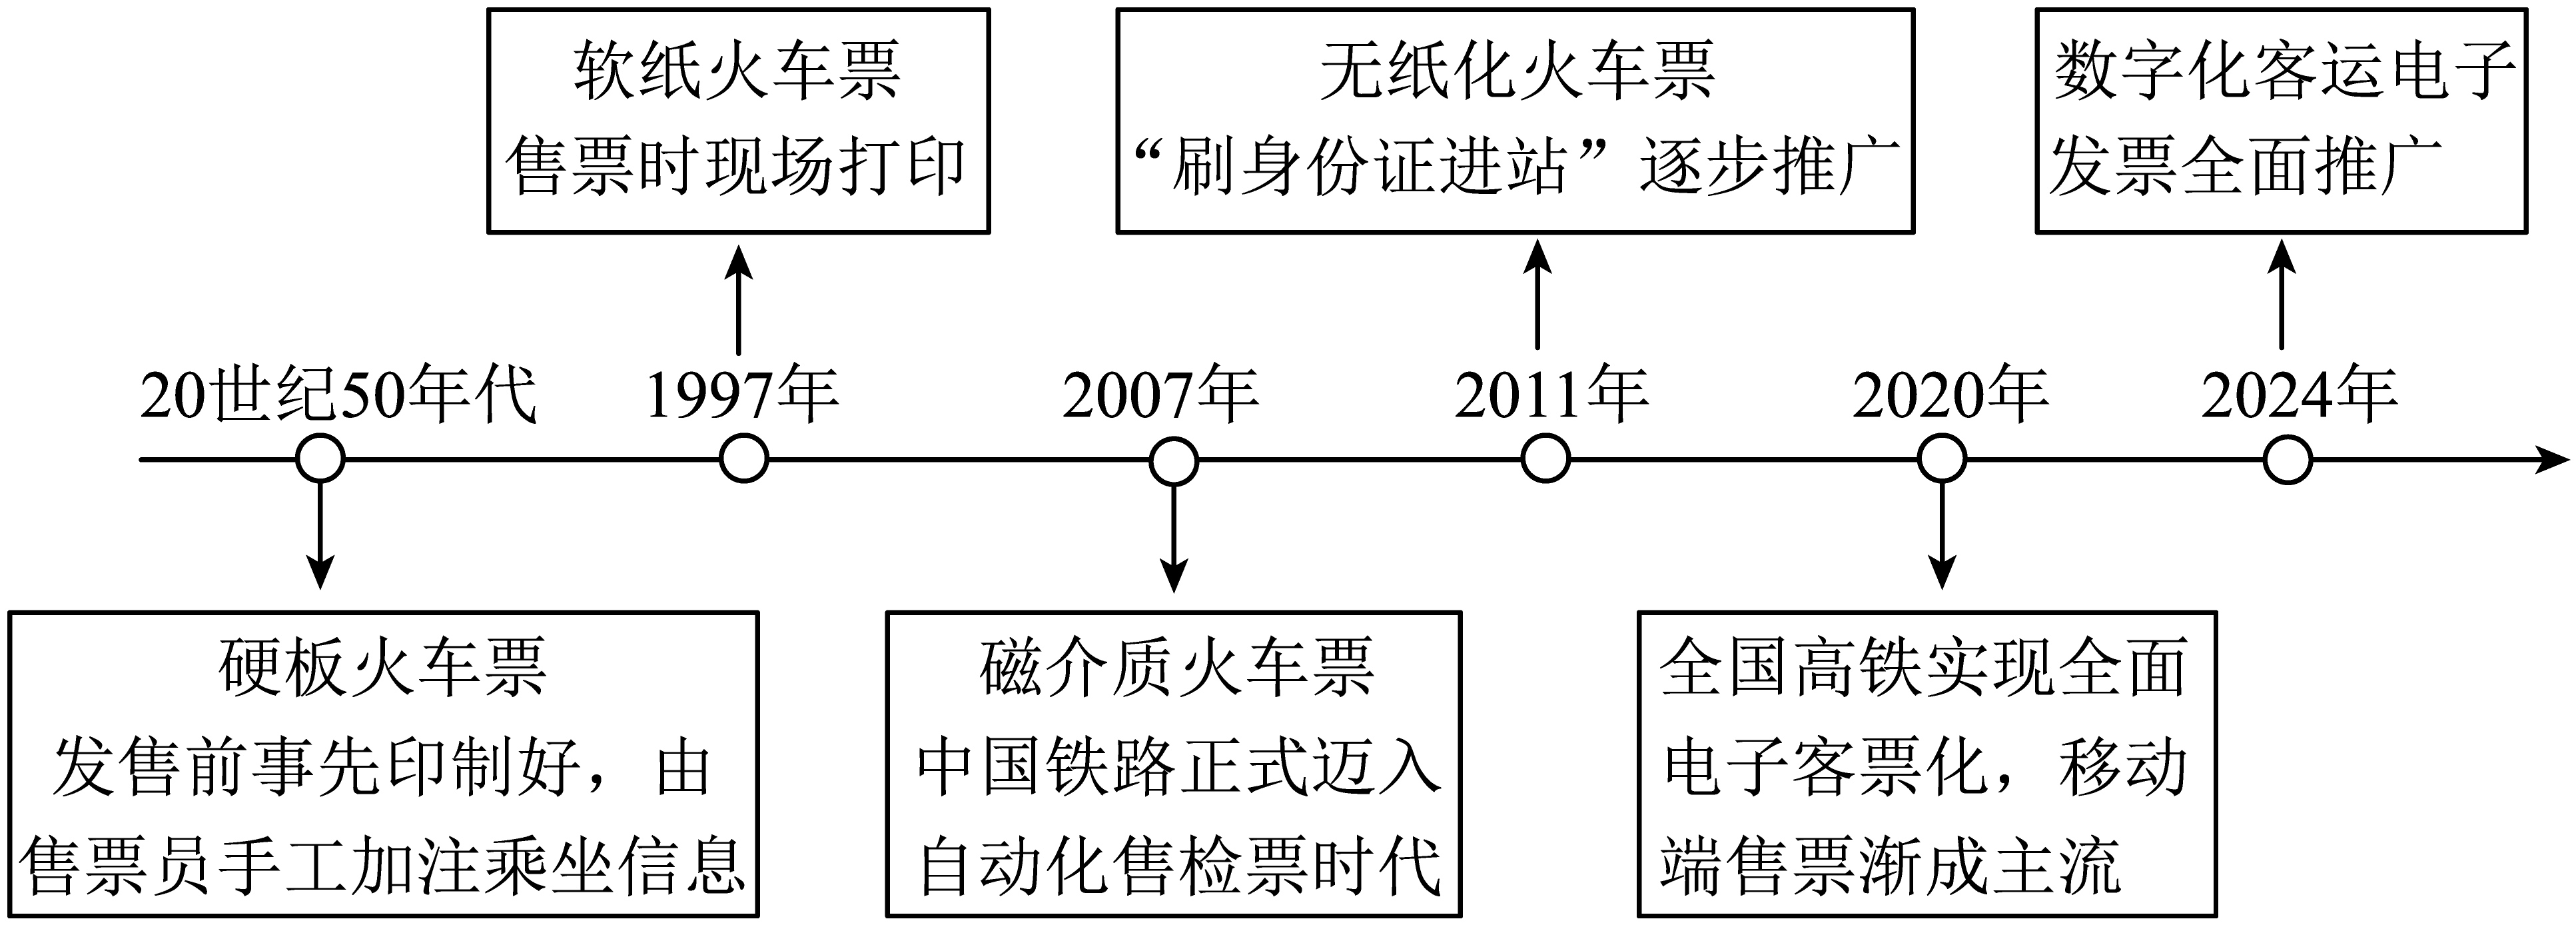 软纸火车票
售票时现场打印
无纸化火车票
“刷身份证进站”逐步推广
数字化客运电子
发票全面推广
20世纪50年代
1997年
2007年
2011年
2020年
2024年
硬板火车票
发售前事先印制好，由
售票员手工加注乘坐信息
磁介质火车票
中国铁路正式迈入
自动化售检票时代
全国高铁实现全面
电子客票化，移动
端售票渐成主流